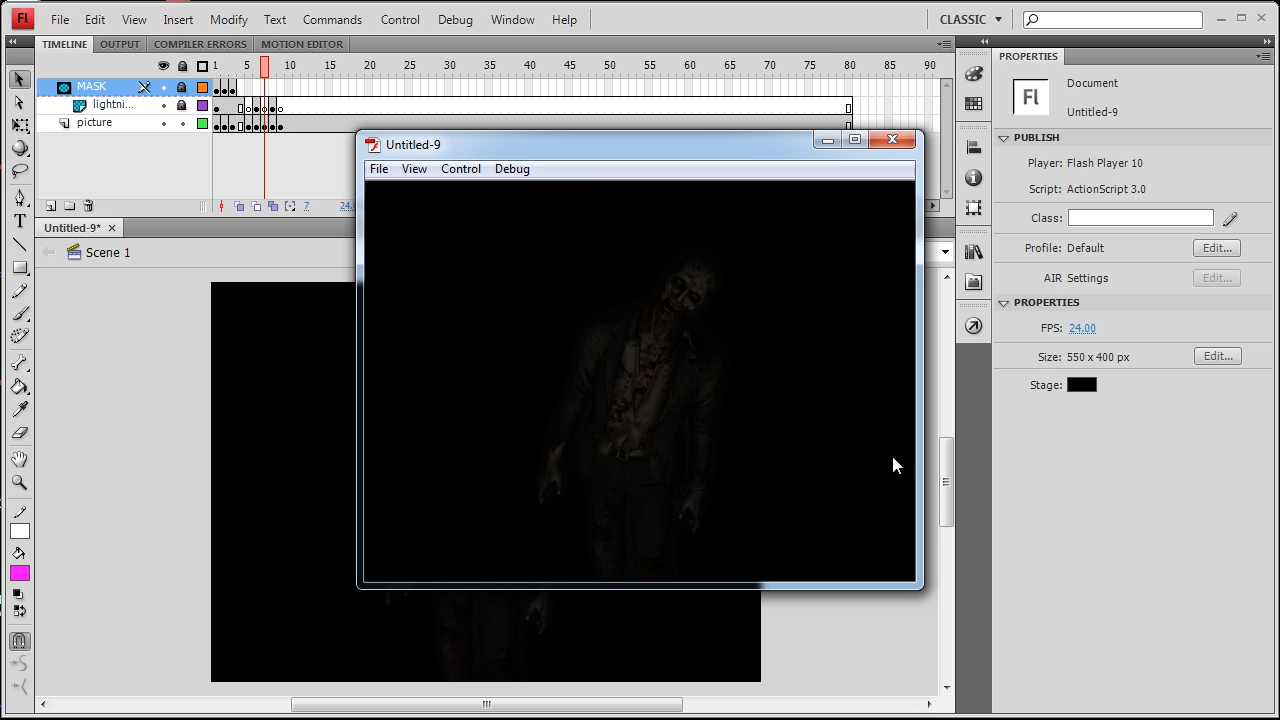 Fl File Edit View Insert Modify Text Commands Control Debug Window Help CLASSIC
TIMELINE OUTPUT COMPILER ERRORS MOTION EDITOR
1 5 10 15 20 25 30 35 40 45 50 55 60 65 70 75 80 85 90
MASK
lightni...
picture
7 24.
Untitled-9*
Scene 1
Untitled-9
File View Control Debug
PROPERTIES
Fl
Document
Untitled-9
PUBLISH
Player: Flash Player 10
Script: ActionScript 3.0
Class:
Profile: Default Edit...
AIR Settings Edit...
PROPERTIES
FPS: 24.00
Size: 550 x 400 px Edit...
Stage:
T